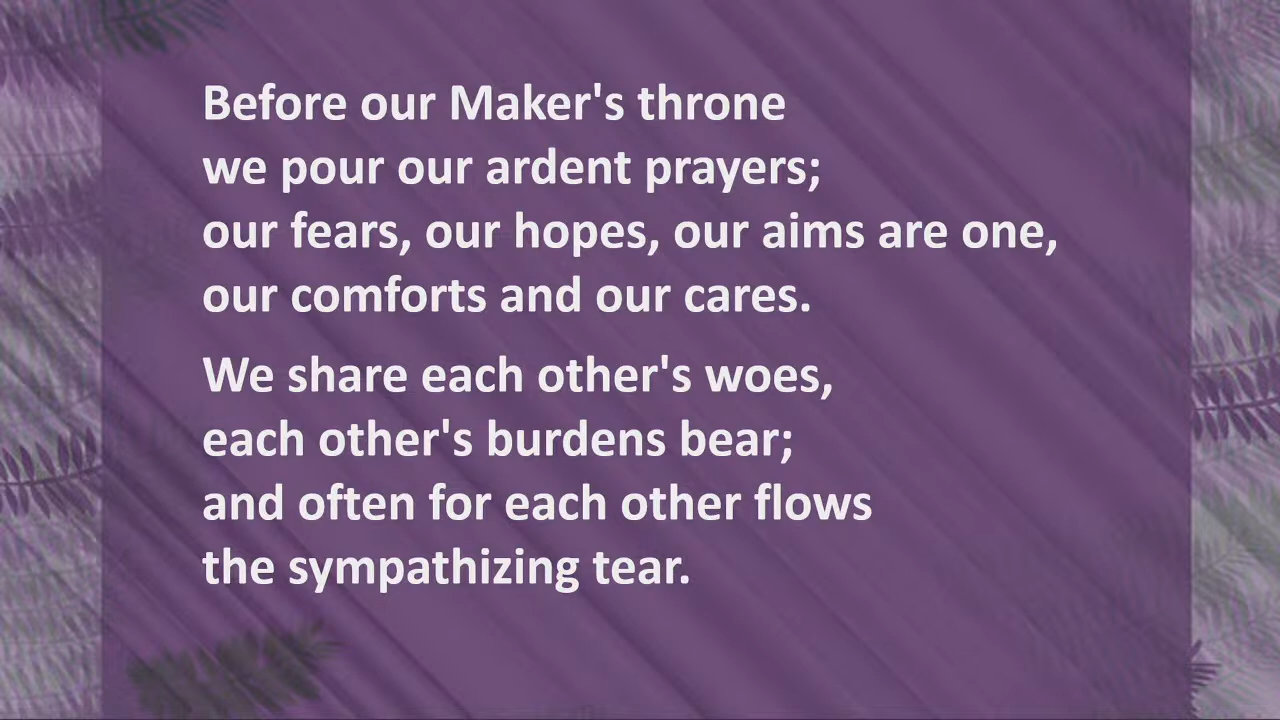 Before our Maker's throne
we pour our ardent prayers;
our fears, our hopes, our aims are one,
our comforts and our cares.
We share each other's woes,
each other's burdens bear;
and often for each other flows
the sympathizing tear.